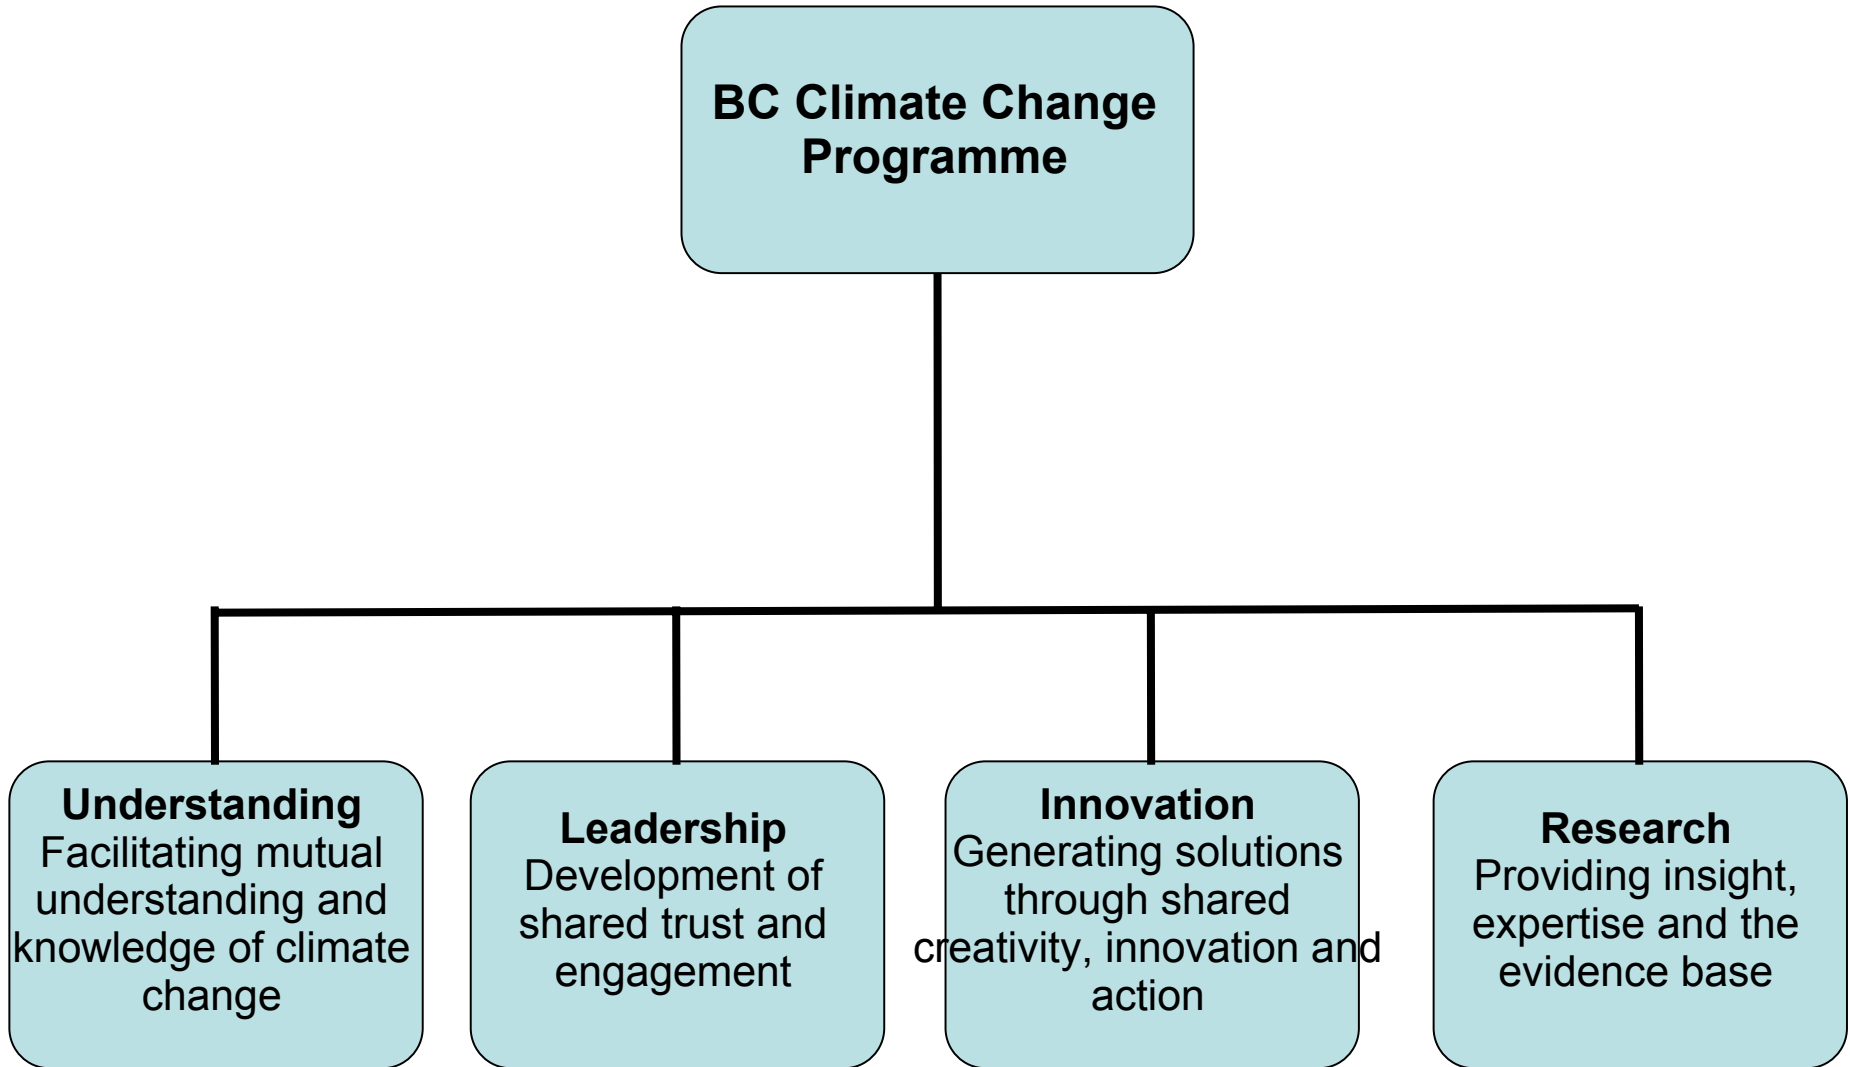 BC Climate Change
Programme
Understanding
Facilitating mutual
understanding and
knowledge of climate
change
Leadership
Development of
shared trust and
engagement
Innovation
Generating solutions
through shared
creativity, innovation and
action
Research
Providing insight,
expertise and the
evidence base